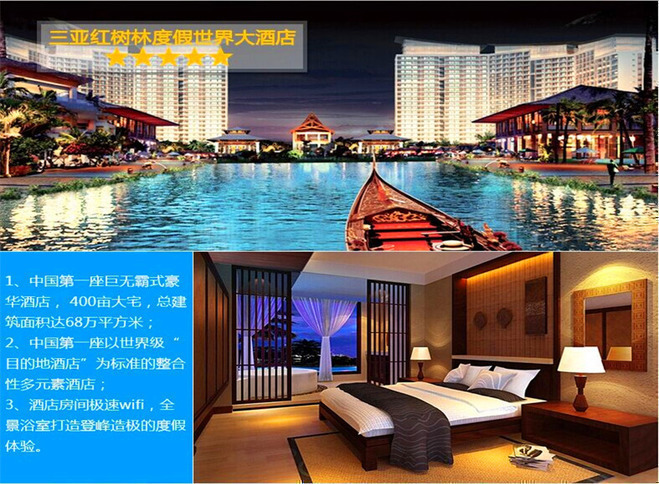 三亚红树林度假世界大酒店
1、中国第一座巨无霸式豪
华酒店， 400亩大宅，总建
筑面积达68万平方米；
2、中国第一座以世界级“
目的地酒店”为标准的整合
性多元素酒店；
3、酒店房间极速wifi，全
景浴室打造登峰造极的度假
体验。